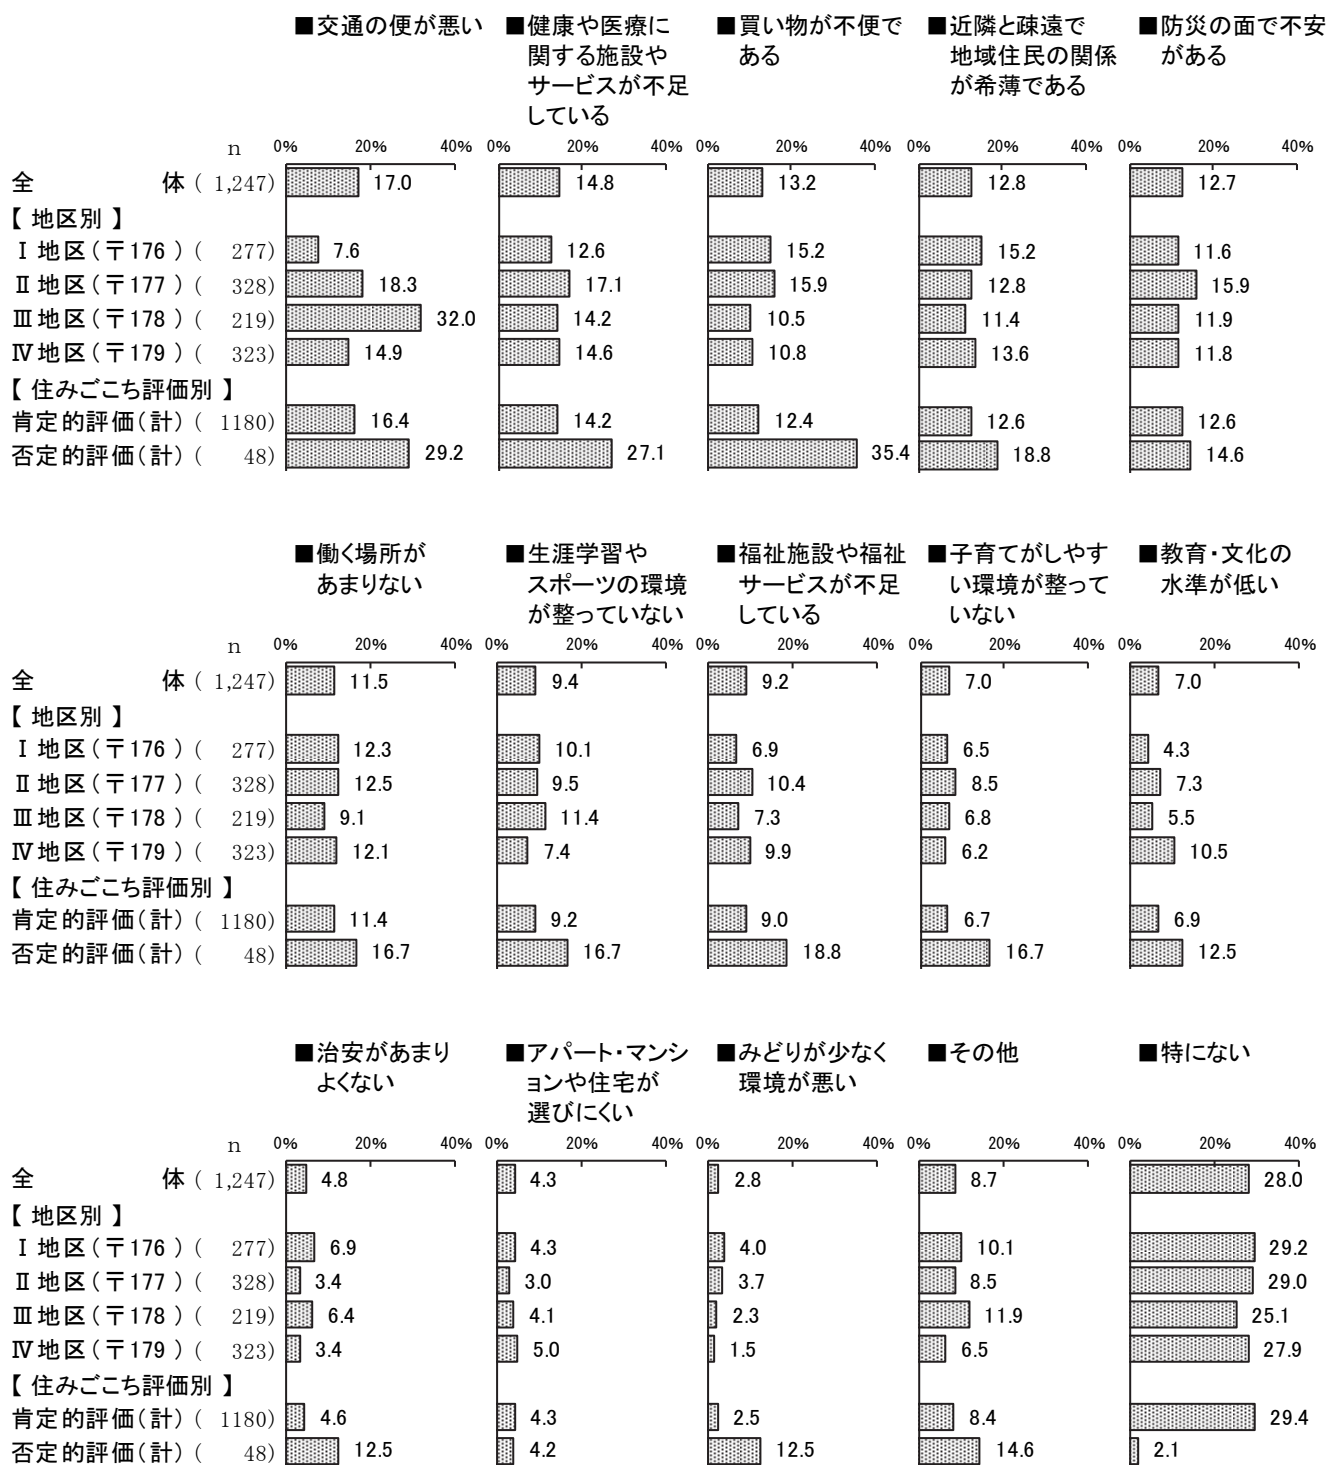 ■交通の便が悪い ■健康や医療に ■買い物が不便で ■近隣と疎遠で ■防災の面で不安
関する施設や ある 地域住民の関係 がある
サービスが不足 が希薄である
している
n 0% 20% 40% 0% 20% 40% 0% 20% 40% 0% 20% 40% 0% 20% 40%
全 体 ( 1,247) 17.0 14.8 13.2 12.8 12.7
【 地区別 】
Ⅰ地区(〒176 ) ( 277) 7.6 12.6 15.2 15.2 11.6
Ⅱ地区(〒177 ) ( 328) 18.3 17.1 15.9 12.8 15.9
Ⅲ地区(〒178 ) ( 219) 32.0 14.2 10.5 11.4 11.9
Ⅳ地区(〒179 ) ( 323) 14.9 14.6 10.8 13.6 11.8
【 住みごこち評価別 】
肯定的評価(計) ( 1180) 16.4 14.2 12.4 12.6 12.6
否定的評価(計) ( 48) 29.2 27.1 35.4 18.8 14.6
■働く場所が ■生涯学習や ■福祉施設や福祉 ■子育てがしやす ■教育・文化の
あまりない スポーツの環境 サービスが不足 い環境が整って 水準が低い
が整っていない している いない
n 0% 20% 40% 0% 20% 40% 0% 20% 40% 0% 20% 40% 0% 20% 40%
全 体 ( 1,247) 11.5 9.4 9.2 7.0 7.0
【 地区別 】
Ⅰ地区(〒176 ) ( 277) 12.3 10.1 6.9 6.5 4.3
Ⅱ地区(〒177 ) ( 328) 12.5 9.5 10.4 8.5 7.3
Ⅲ地区(〒178 ) ( 219) 9.1 11.4 7.3 6.8 5.5
Ⅳ地区(〒179 ) ( 323) 12.1 7.4 9.9 6.2 10.5
【 住みごこち評価別 】
肯定的評価(計) ( 1180) 11.4 9.2 9.0 6.7 6.9
否定的評価(計) ( 48) 16.7 16.7 18.8 16.7 12.5
■治安があまり ■アパート・マンシ ■みどりが少なく ■その他 ■特にない
よくない ョンや住宅が 環境が悪い
選びにくい
n 0% 20% 40% 0% 20% 40% 0% 20% 40% 0% 20% 40% 0% 20% 40%
全 体 ( 1,247) 4.8 4.3 2.8 8.7 28.0
【 地区別 】
Ⅰ地区(〒176 ) ( 277) 6.9 4.3 4.0 10.1 29.2
Ⅱ地区(〒177 ) ( 328) 3.4 3.0 3.7 8.5 29.0
Ⅲ地区(〒178 ) ( 219) 6.4 4.1 2.3 11.9 25.1
Ⅳ地区(〒179 ) ( 323) 3.4 5.0 1.5 6.5 27.9
【 住みごこち評価別 】
肯定的評価(計) ( 1180) 4.6 4.3 2.5 8.4 29.4
否定的評価(計) ( 48) 12.5 4.2 12.5 14.6 2.1